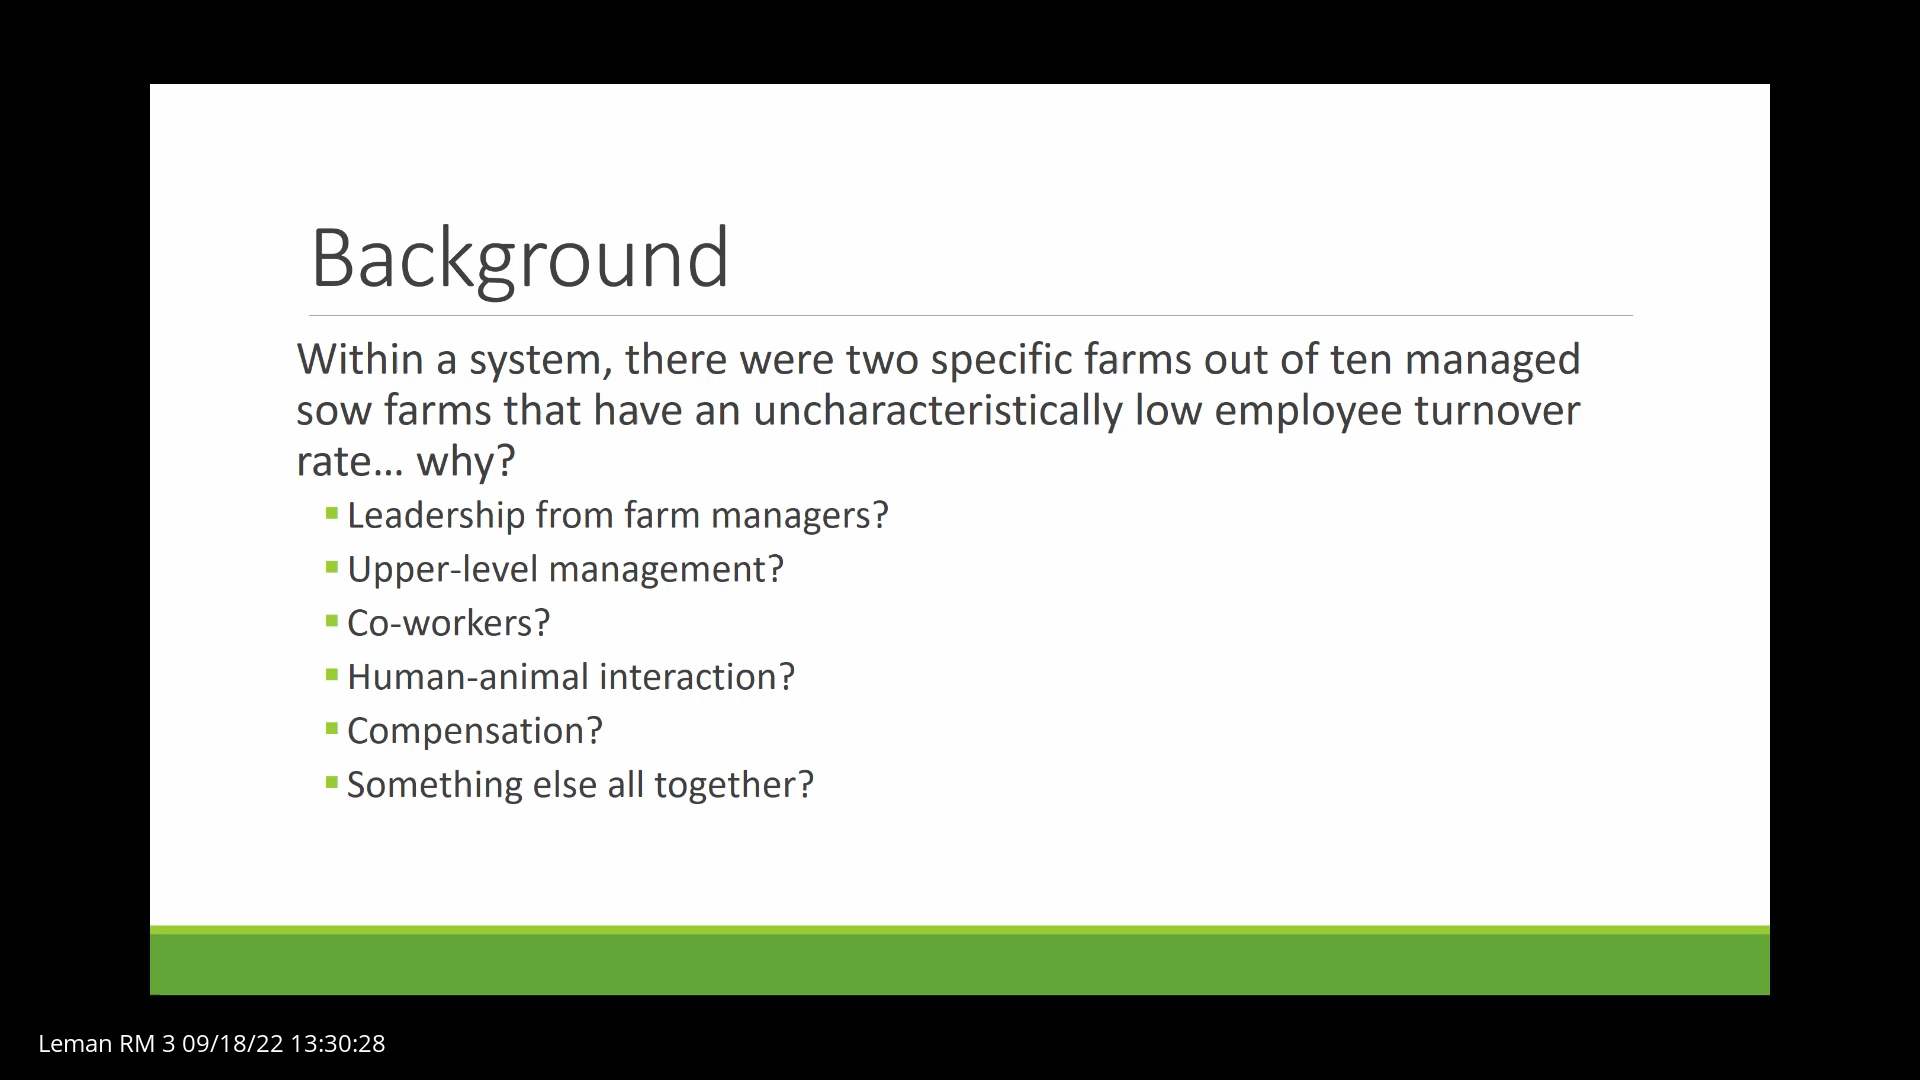 Background
Within a system, there were two specific farms out of ten managed
sow farms that have an uncharacteristically low employee turnover
rate... why?
▪ Leadership from farm managers?
▪ Upper-level management?
▪ Co-workers?
▪ Human-animal interaction?
▪ Compensation?
▪ Something else all together?
Leman RM 3 09/18/22 13:30:28